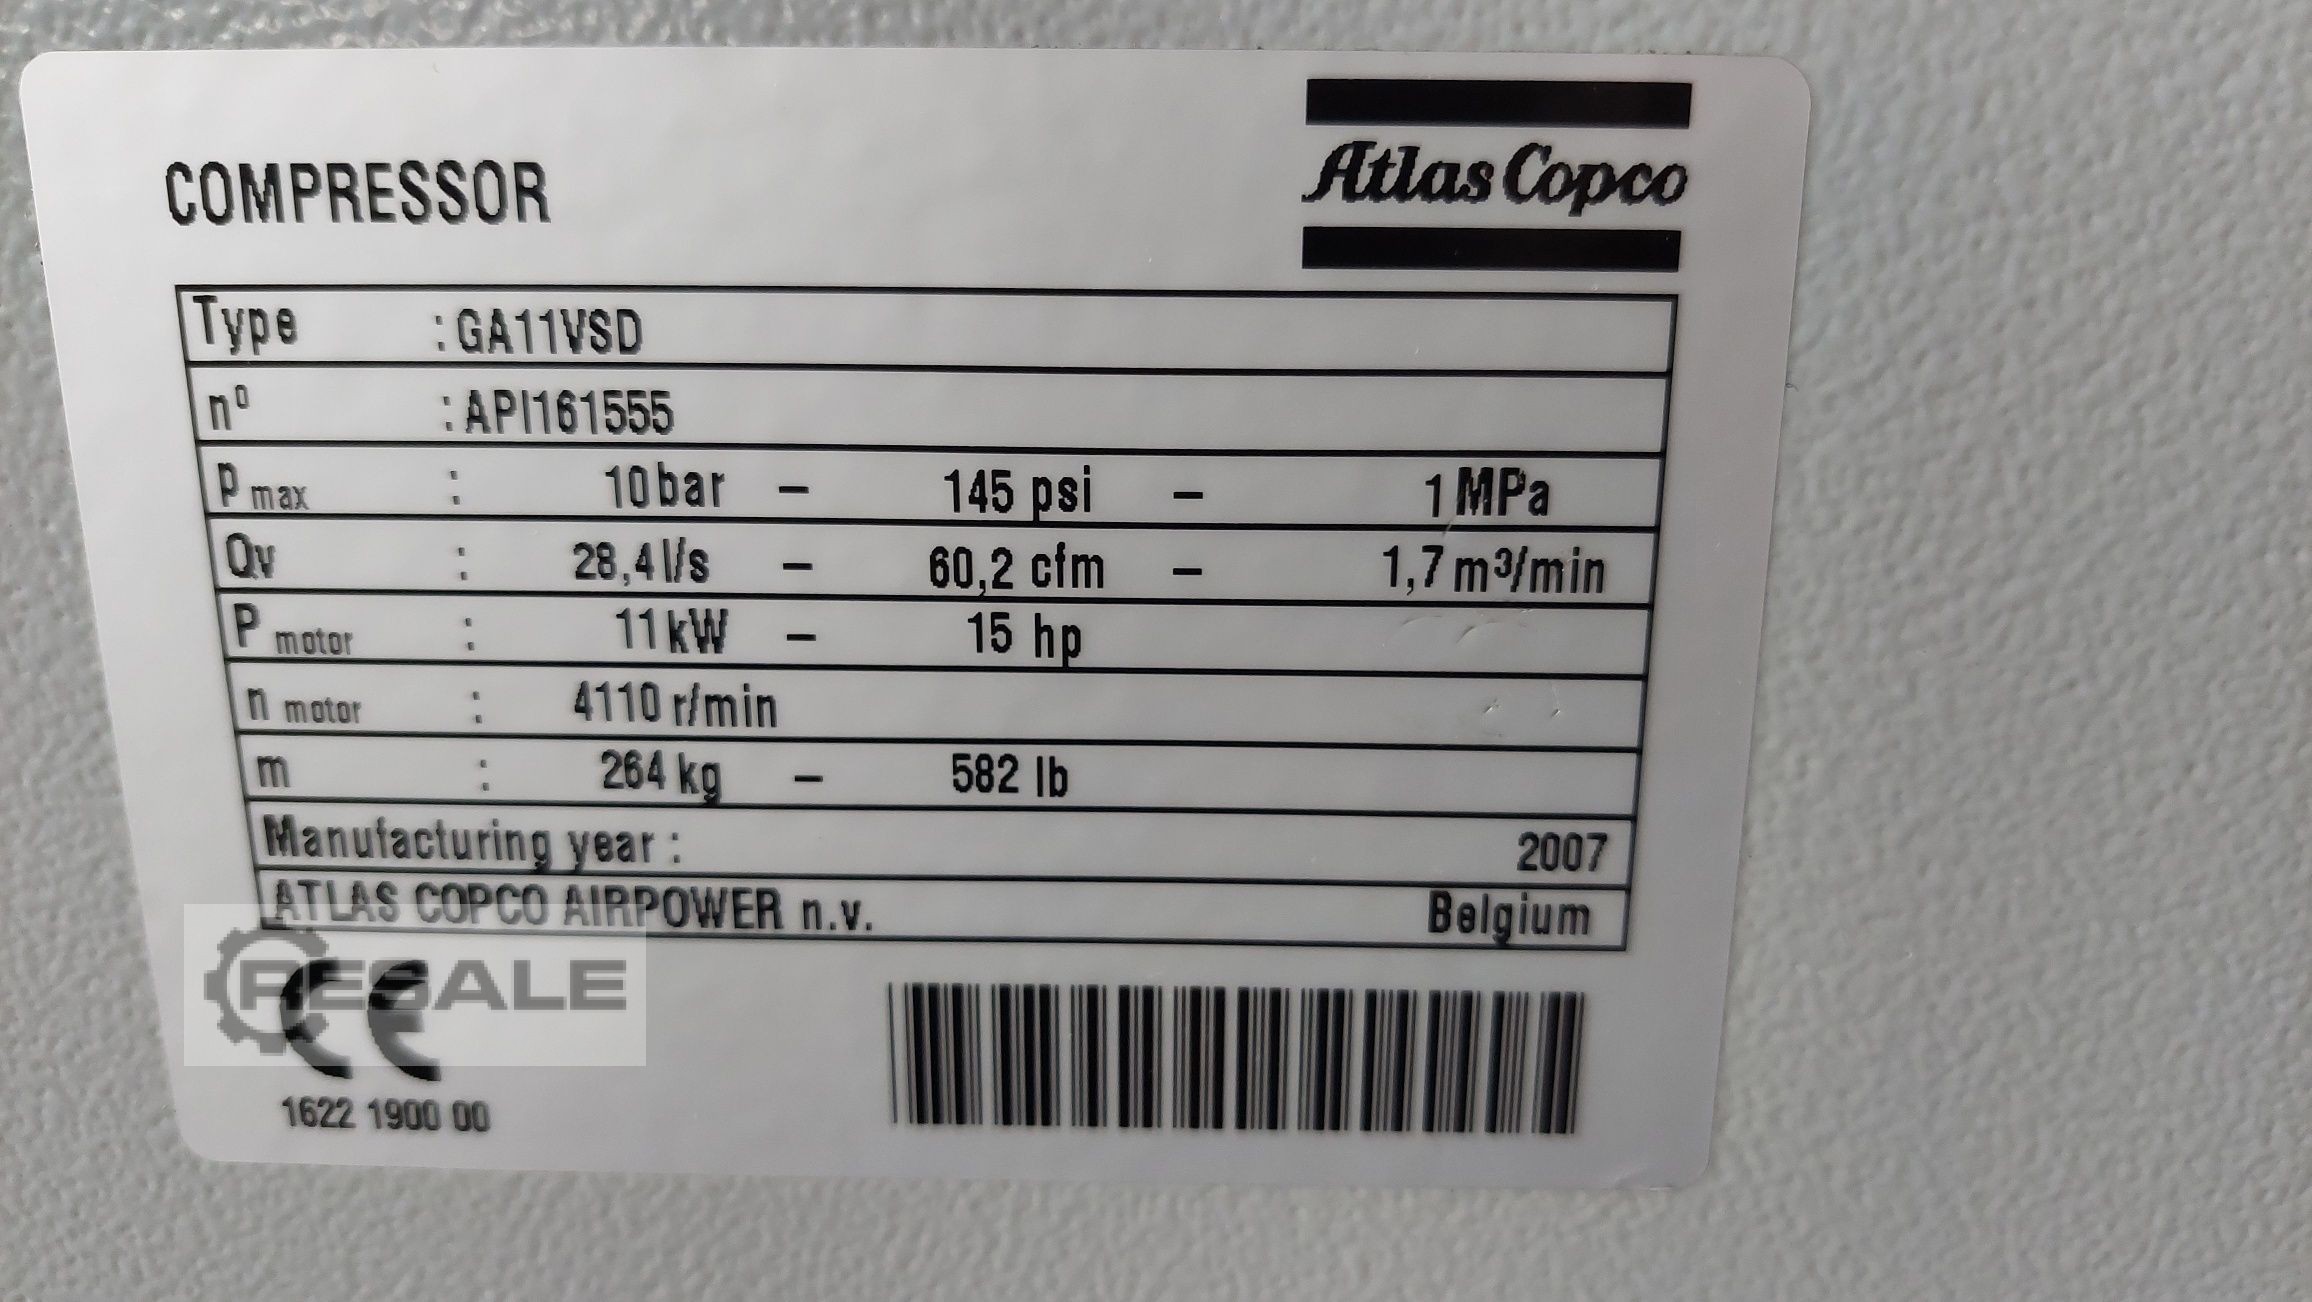 COMPRESSOR
Atlas Copco
Type : GA11VSD
nº : API161555
P max : 10 bar – 145 psi – 1 MPa
Qv : 28,4 l/s – 60,2 cfm – 1,7 m³/min
P motor : 11 kW – 15 hp
n motor : 4110 r/min
m : 264 kg – 582 lb
Manufacturing year : 2007
ATLAS COPCO AIRPOWER n.v. Belgium
RESALE
CE
1622 1900 00